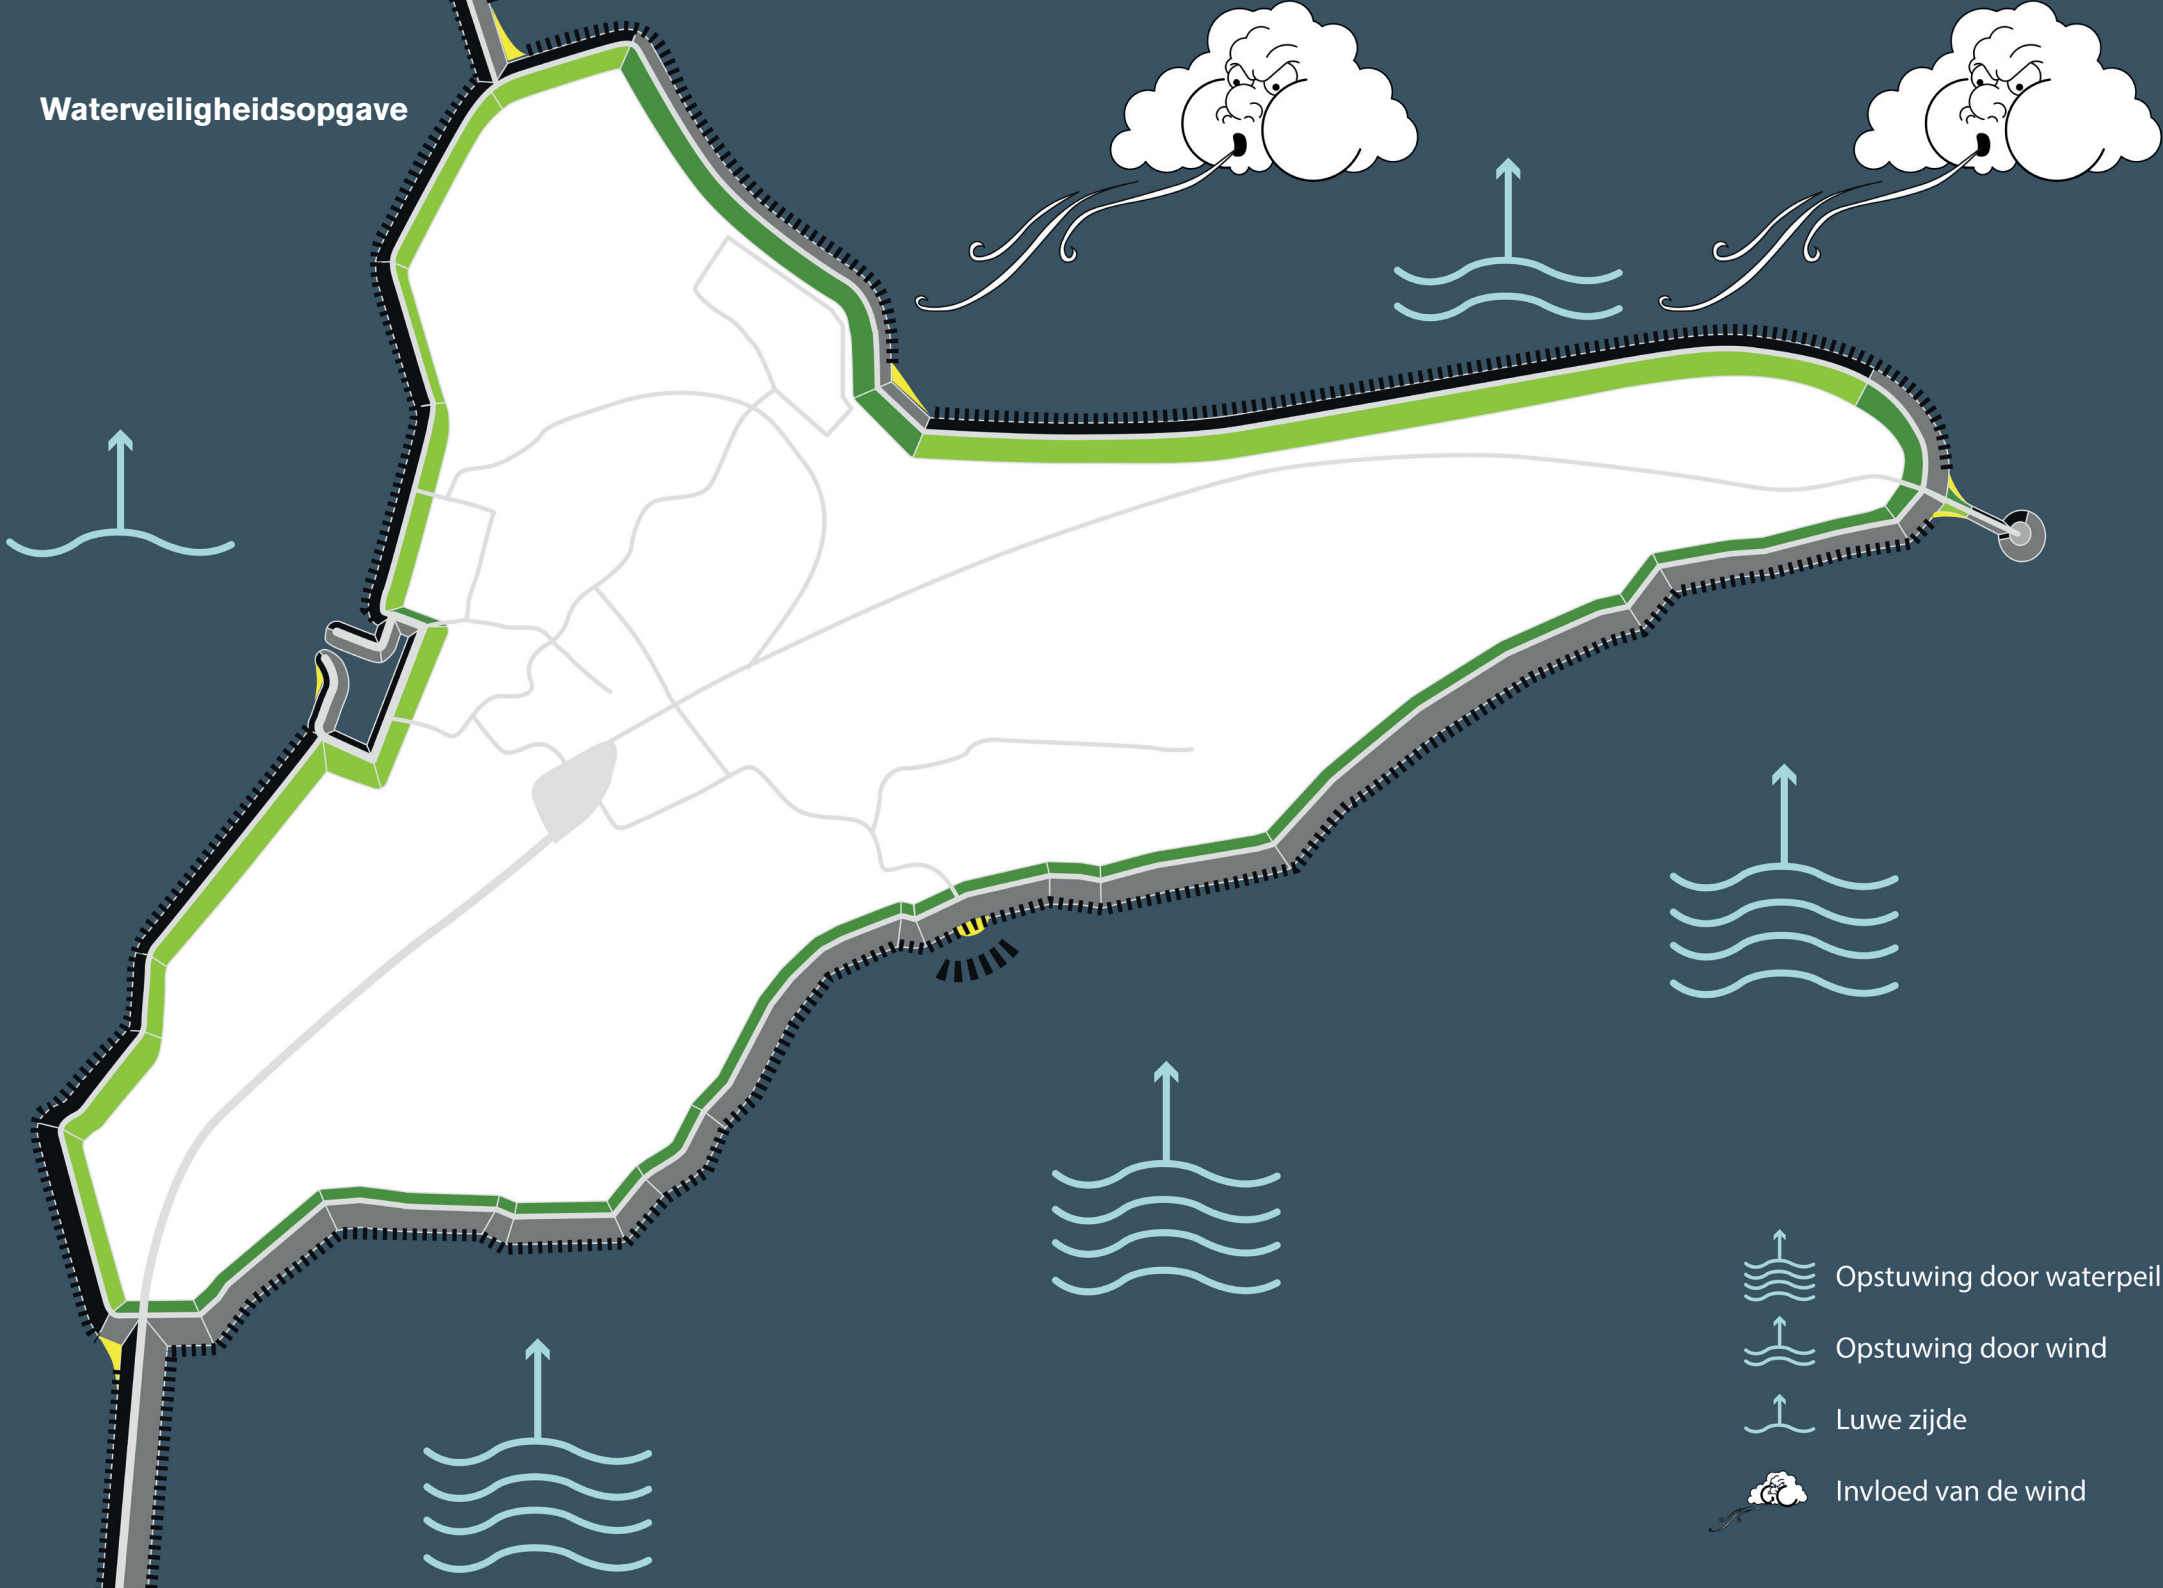 Waterveiligheidsopgave
Opstuwing door waterpeil
Opstuwing door wind
Luwe zijde
Invloed van de wind